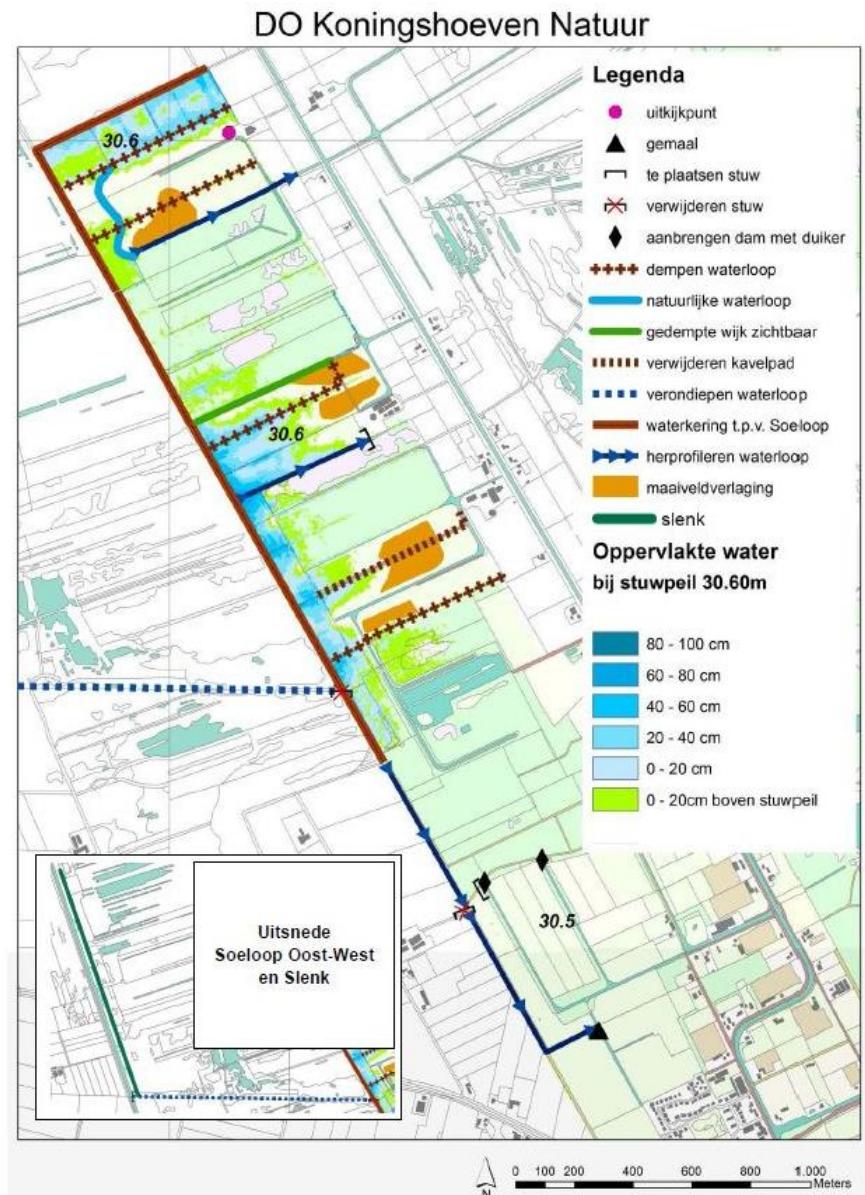 DO Koningshoeven Natuur
Legenda
uitkijkpunt
gemaal
te plaatsen stuw
verwijderen stuw
aanbrengen dam met duiker
dempen waterloop
natuurlijke waterloop
gedempte wijk zichtbaar
verwijderen kavelpad
verondiepen waterloop
waterkering t.p.v. Soeloop
herprofileren waterloop
maaiveldverlaging
slenk
Oppervlakte water
bij stuwpeil 30.60m
80 - 100 cm
60 - 80 cm
40 - 60 cm
20 - 40 cm
0 - 20 cm
0 - 20cm boven stuwpeil
30.6
30.6
30.5
Uitsnede
Soeloop Oost-West
en Slenk
N
0 100 200 400 600 800 1.000
Meters